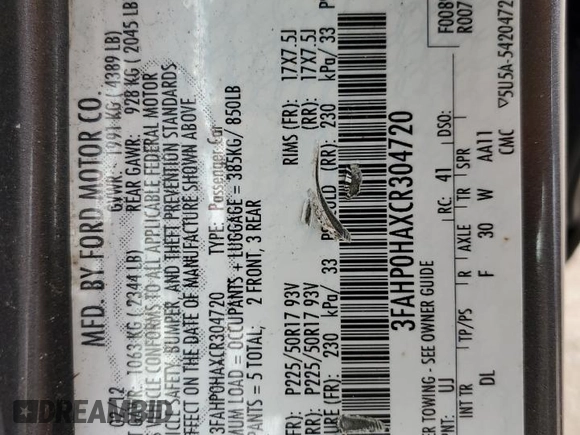 MFD. BY FORD MOTOR CO.
GVWR: 1991 KG ( 4389 LB)
1063 KG ( 2344 LB) REAR GAWR: 928 KG ( 2045 LB)
VEHICLE CONFORMS TO ALL APPLICABLE FEDERAL MOTOR
SAFETY, BUMPER, AND THEFT PREVENTION STANDARDS
EFFECT ON THE DATE OF MANUFACTURE SHOWN ABOVE
3FAHP0HAXCR304720 TYPE: Passenger Car
MUM LOAD = OCCUPANTS + LUGGAGE = 385KG/ 850LB
PANTS = 5 TOTAL; 2 FRONT, 3 REAR
P225/50R17 93V RIMS (FR): 17X7.5J
P225/50R17 93V (RR): 17X7.5J
URE (FR): 230 kPa/ 33 (RR): 230 kPa/ 33
3FAHP0HAXCR304720
F008
R007
ER TOWING - SEE OWNER GUIDE
NT: UJ RC: 41 DSO:
INT TR TP/PS R AXLE TR SPR
DL F 30 W AA11
CMC
▽5U5A-5420472
DREAMBID